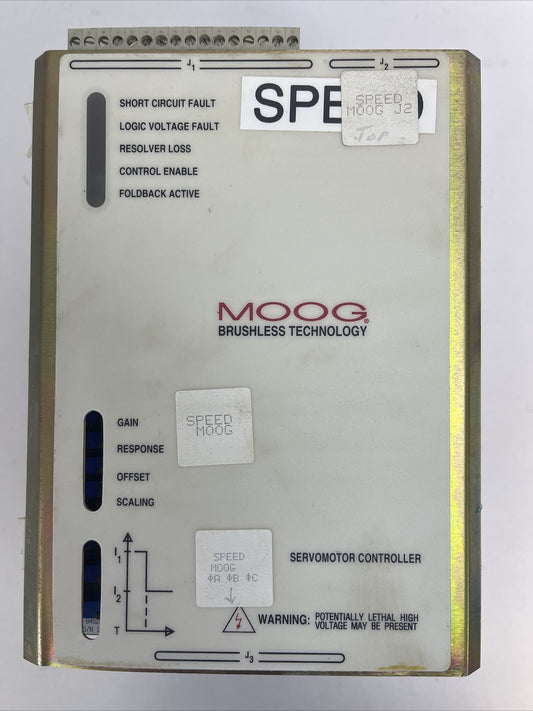 J1
J2
SHORT CIRCUIT FAULT
LOGIC VOLTAGE FAULT
RESOLVER LOSS
CONTROL ENABLE
FOLDBACK ACTIVE
SPEED
SPEED
MOOG J2
TOP
MOOG®
BRUSHLESS TECHNOLOGY
GAIN
RESPONSE
OFFSET
SCALING
SPEED
MOOG
I1
I2
T
SPEED
MOOG
ΦA ΦB ΦC
SERVOMOTOR CONTROLLER
WARNING: POTENTIALLY LETHAL HIGH
VOLTAGE MAY BE PRESENT
S/N
J3